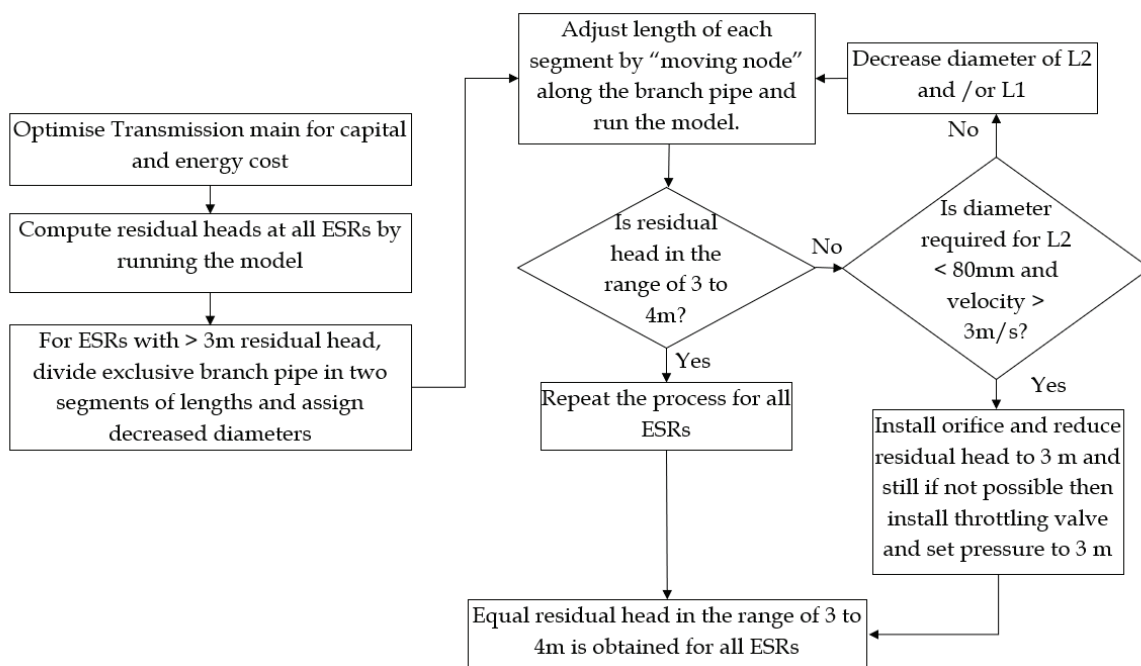 Optimise Transmission main for capital
and energy cost
Compute residual heads at all ESRs by
running the model
For ESRs with > 3m residual head,
divide exclusive branch pipe in two
segments of lengths and assign
decreased diameters
Adjust length of each
segment by “moving node”
along the branch pipe and
run the model.
Is residual
head in the
range of 3 to
4m?
No
Yes
Repeat the process for all
ESRs
Decrease diameter of L2
and /or L1
No
Is diameter
required for L2
< 80mm and
velocity >
3m/s?
Yes
Install orifice and reduce
residual head to 3 m and
still if not possible then
install throttling valve
and set pressure to 3 m
Equal residual head in the range of 3 to
4m is obtained for all ESRs